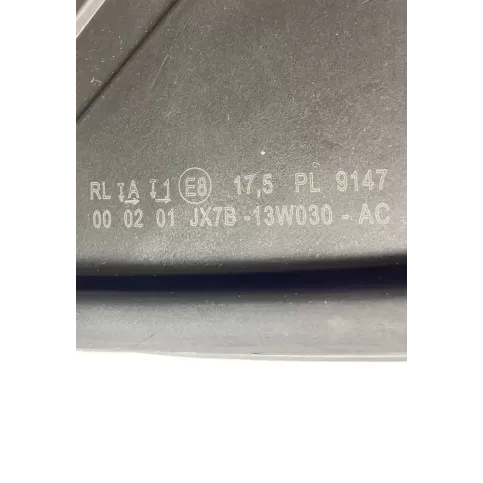 RL IA I1 E8 17,5 PL 9147
00 02 01 JX7B-13W030-AC